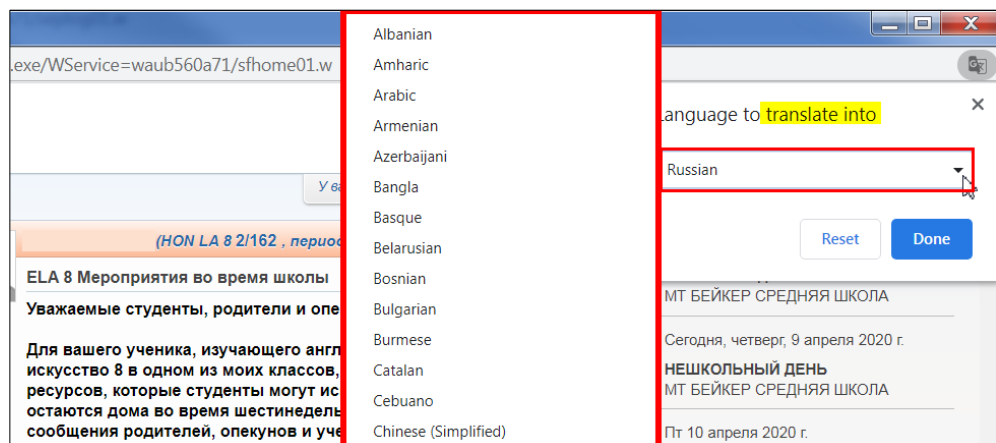 .exe/WService=waub560a71/sfhome01.w
У ва
(HON LA 8 2/162 , период
ELA 8 Мероприятия во время школы
Уважаемые студенты, родители и опе
Для вашего ученика, изучающего англ
искусство 8 в одном из моих классов,
ресурсов, которые студенты могут ис
остаются дома во время шестинедель
сообщения родителей, опекунов и уче
Albanian
Amharic
Arabic
Armenian
Azerbaijani
Bangla
Basque
Belarusian
Bosnian
Bulgarian
Burmese
Catalan
Cebuano
Chinese (Simplified)
Language to translate into
Russian
Reset
Done
МТ БЕЙКЕР СРЕДНЯЯ ШКОЛА
Сегодня, четверг, 9 апреля 2020 г.
НЕШКОЛЬНЫЙ ДЕНЬ
МТ БЕЙКЕР СРЕДНЯЯ ШКОЛА
Пт 10 апреля 2020 г.